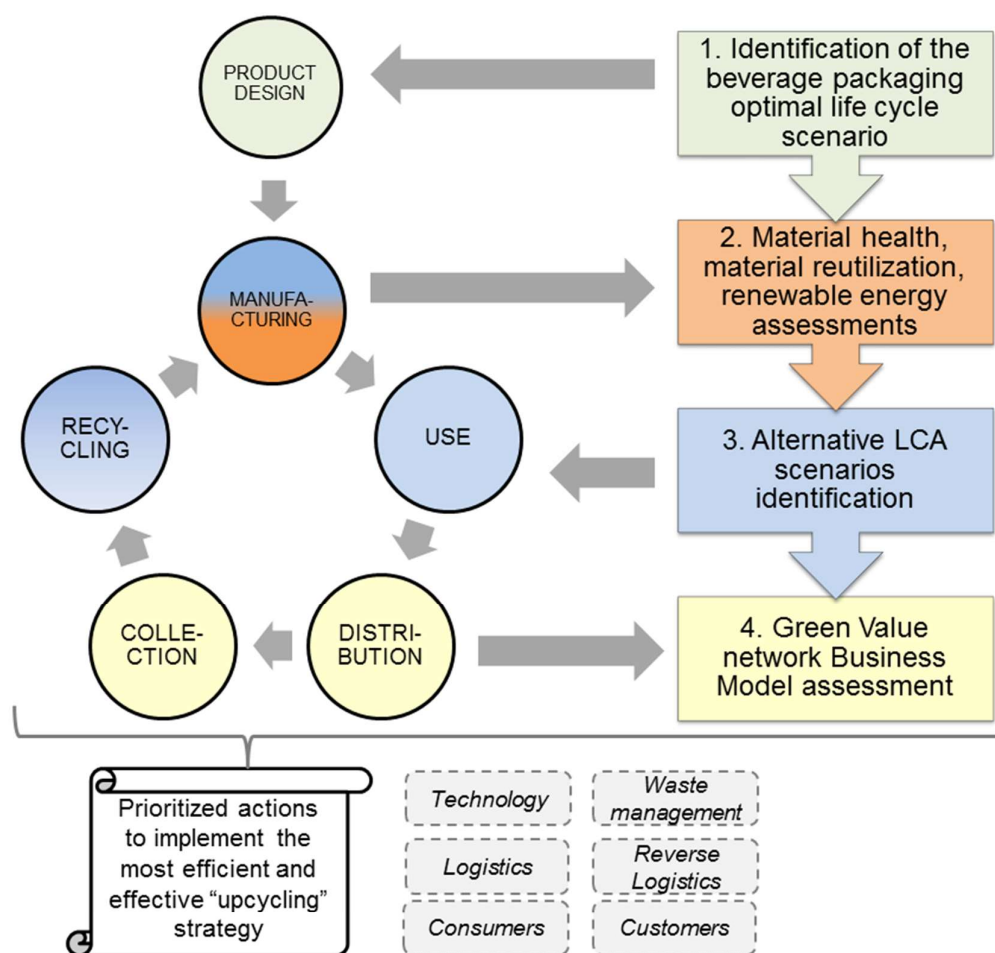 PRODUCT
DESIGN
1. Identification of the
beverage packaging
optimal life cycle
scenario
MANUFA-
CTURING
2. Material health,
material reutilization,
renewable energy
assessments
RECY-
CLING
USE
3. Alternative LCA
scenarios
identification
COLLE-
CTION
DISTRI-
BUTION
4. Green Value
network Business
Model assessment
Prioritized actions
to implement the
most efficient and
effective “upcycling”
strategy
Technology
Waste
management
Logistics
Reverse
Logistics
Consumers
Customers